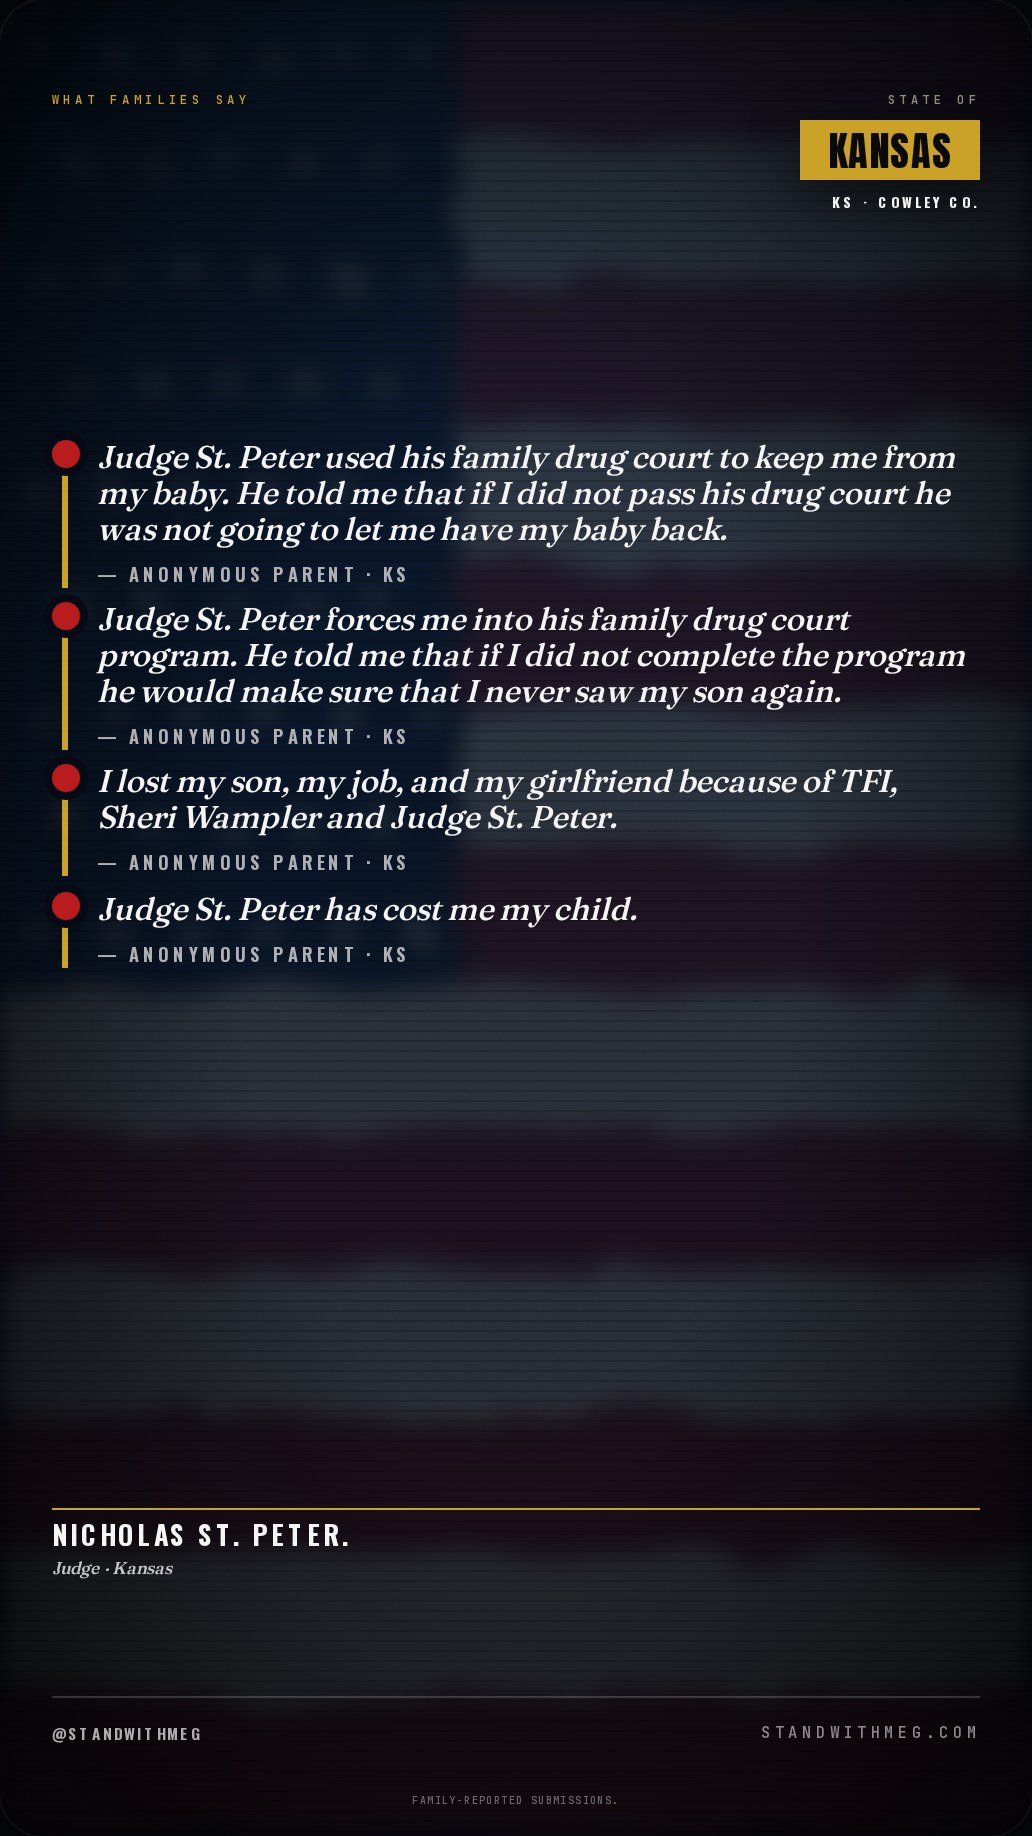 WHAT FAMILIES SAY
STATE OF
KANSAS
KS · COWLEY CO.
Judge St. Peter used his family drug court to keep me from
my baby. He told me that if I did not pass his drug court he
was not going to let me have my baby back.
— ANONYMOUS PARENT · KS
Judge St. Peter forces me into his family drug court
program. He told me that if I did not complete the program
he would make sure that I never saw my son again.
— ANONYMOUS PARENT · KS
I lost my son, my job, and my girlfriend because of TFI,
Sheri Wampler and Judge St. Peter.
— ANONYMOUS PARENT · KS
Judge St. Peter has cost me my child.
— ANONYMOUS PARENT · KS
NICHOLAS ST. PETER.
Judge · Kansas
@STANDWITHMEG
STANDWITHMEG.COM
FAMILY-REPORTED SUBMISSIONS.